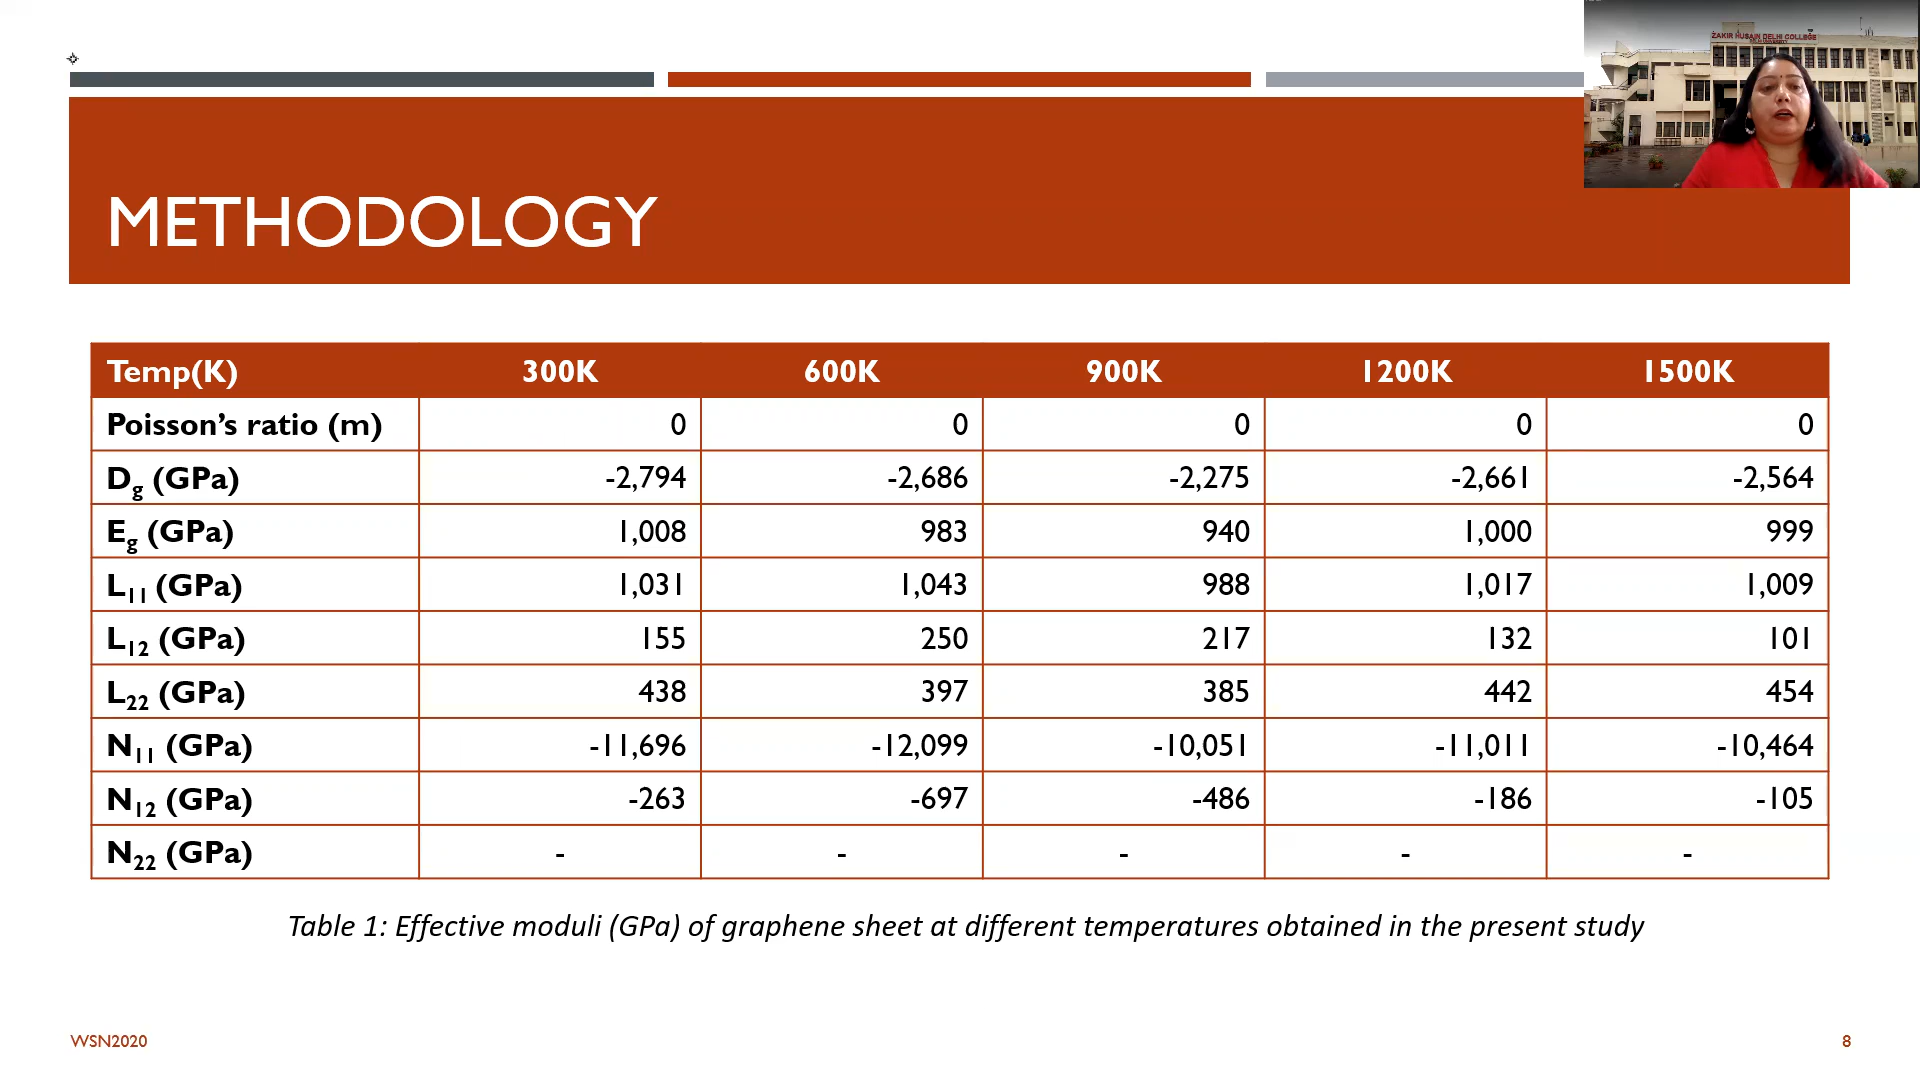 ZAKIR HUSAIN DELHI COLLEGE
METHODOLOGY
Temp(K) 300K 600K 900K 1200K 1500K
Poisson’s ratio (m) 0 0 0 0 0
Dg (GPa) -2,794 -2,686 -2,275 -2,661 -2,564
Eg (GPa) 1,008 983 940 1,000 999
L11 (GPa) 1,031 1,043 988 1,017 1,009
L12 (GPa) 155 250 217 132 101
L22 (GPa) 438 397 385 442 454
N11 (GPa) -11,696 -12,099 -10,051 -11,011 -10,464
N12 (GPa) -263 -697 -486 -186 -105
N22 (GPa) - - - - -
Table 1: Effective moduli (GPa) of graphene sheet at different temperatures obtained in the present study
WSN2020 8